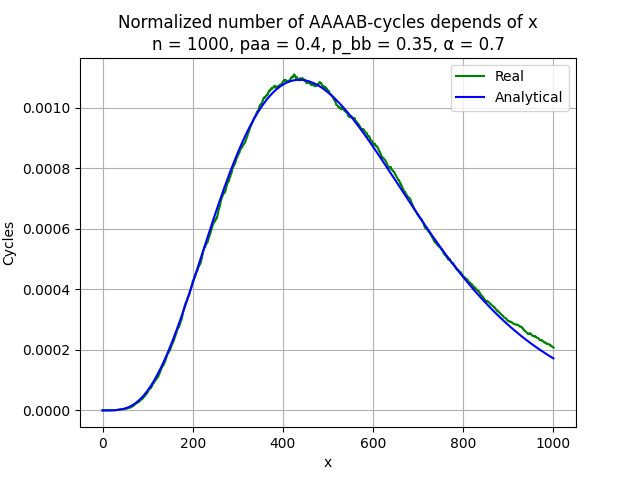 Normalized number of AAAAB-cycles depends of x
n = 1000, paa = 0.4, p_bb = 0.35, α = 0.7
Real
Analytical
0.0010
0.0008
0.0006
0.0004
0.0002
0.0000
Cycles
0 200 400 600 800 1000
x